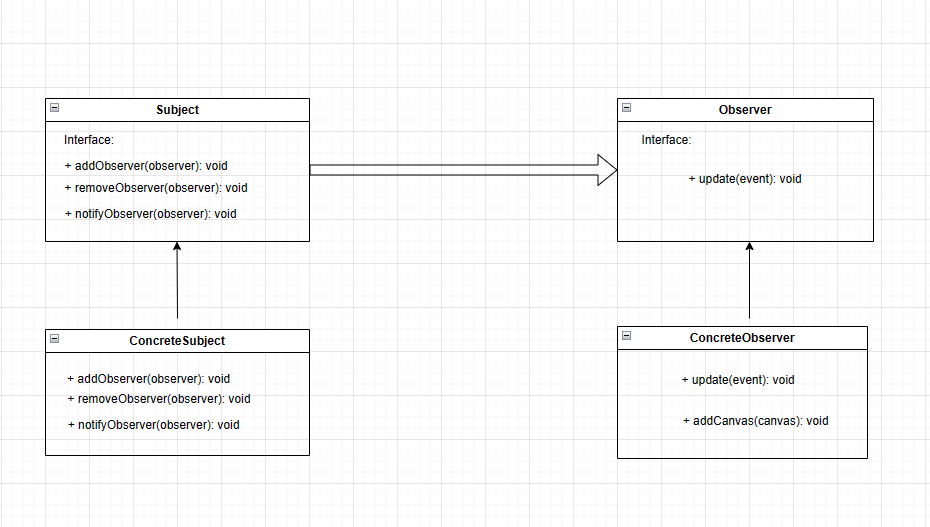 Subject
Interface:
+ addObserver(observer): void
+ removeObserver(observer): void
+ notifyObserver(observer): void
Observer
Interface:
+ update(event): void
ConcreteSubject
+ addObserver(observer): void
+ removeObserver(observer): void
+ notifyObserver(observer): void
ConcreteObserver
+ update(event): void
+ addCanvas(canvas): void